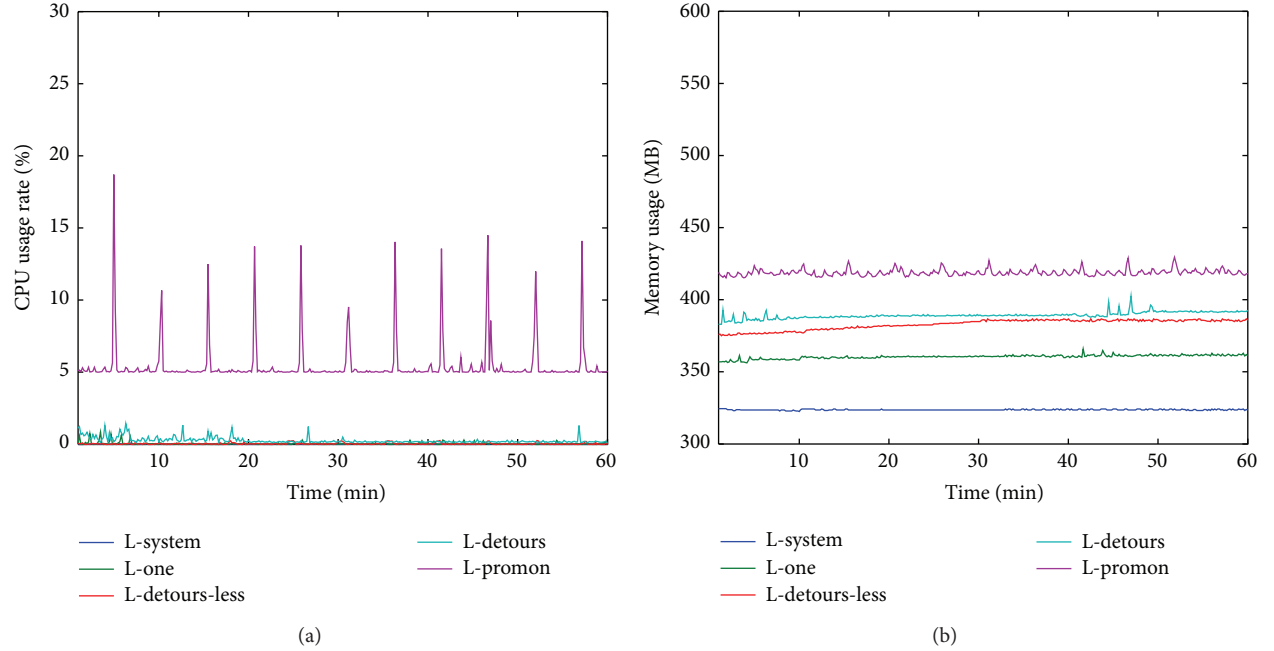 30
25
20
15
10
5
0
CPU usage rate (%)
10 20 30 40 50 60
Time (min)
L-system
L-one
L-detours-less
L-detours
L-promon
(a)
600
550
500
450
400
350
300
Memory usage (MB)
10 20 30 40 50 60
Time (min)
L-system
L-one
L-detours-less
L-detours
L-promon
(b)